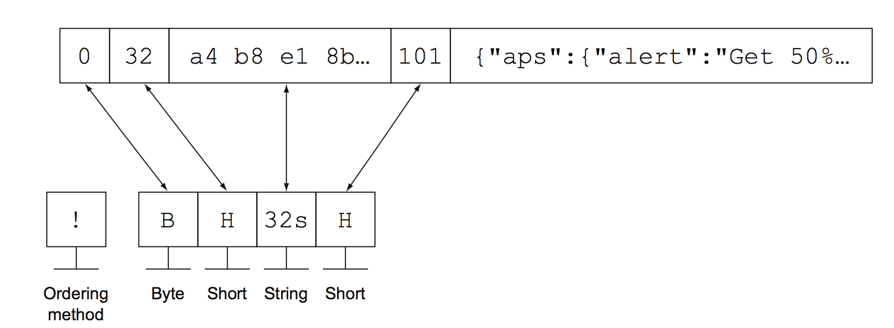 0 32 a4 b8 e1 8b… 101 {"aps":{"alert":"Get 50%…
! B H 32s H
Ordering method Byte Short String Short